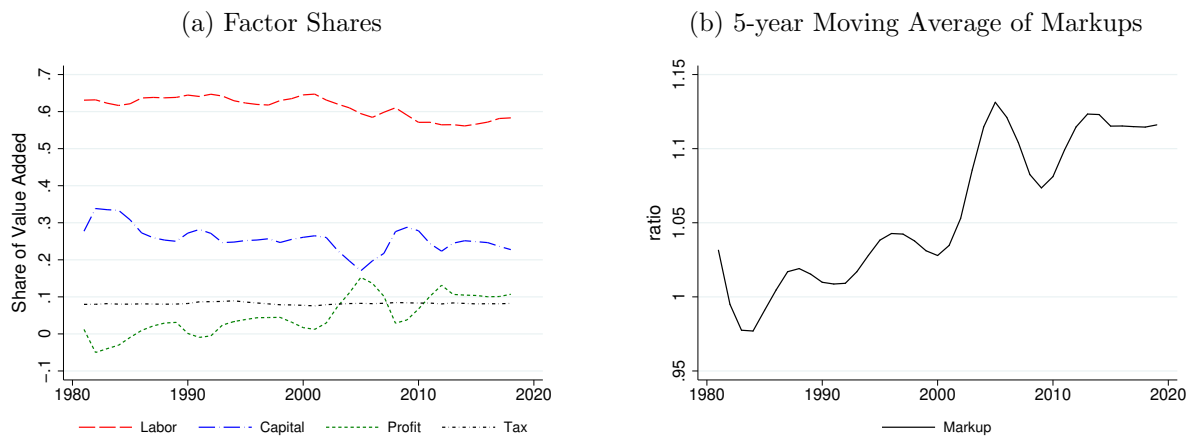 (a) Factor Shares
Share of Value Added
.7
.6
.5
.4
.3
.2
.1
0
-.1
1980 1990 2000 2010 2020
Labor Capital Profit Tax
(b) 5-year Moving Average of Markups
ratio
1.15
1.1
1.05
1
.95
1980 1990 2000 2010 2020
Markup